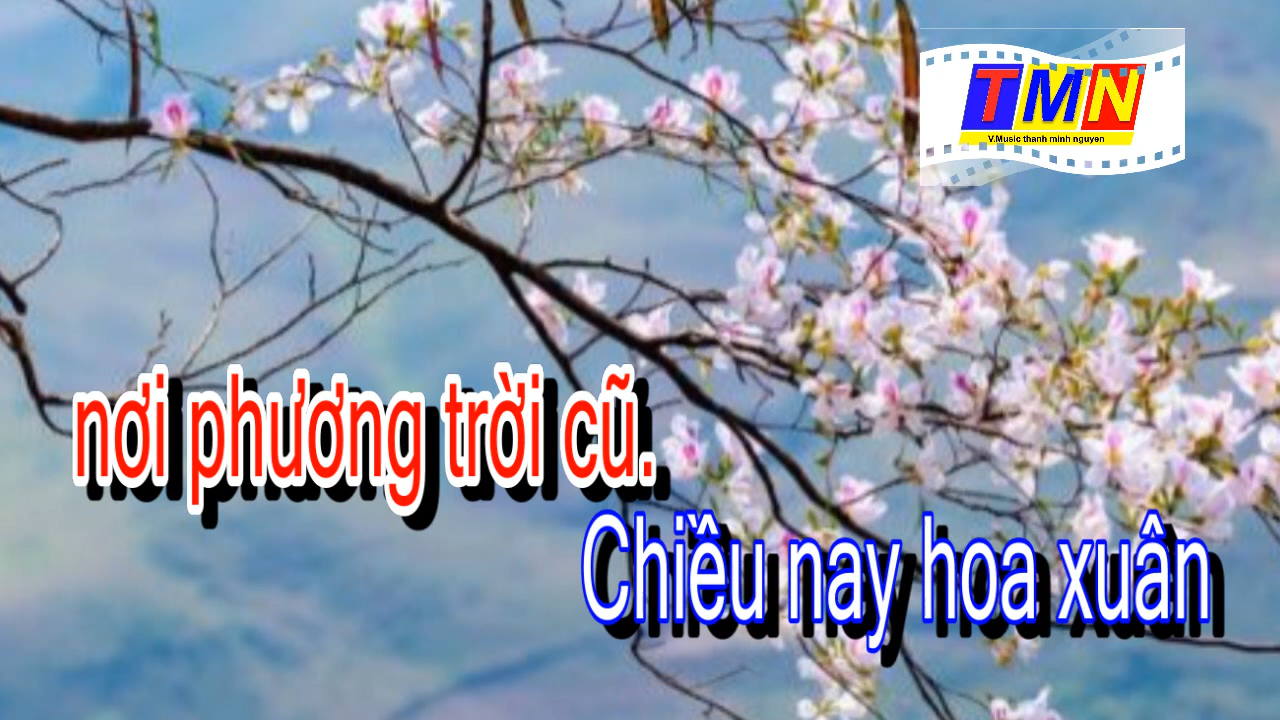 TMN
V.Music thanh minh nguyen
nơi phương trời cũ.
Chiều nay hoa xuân